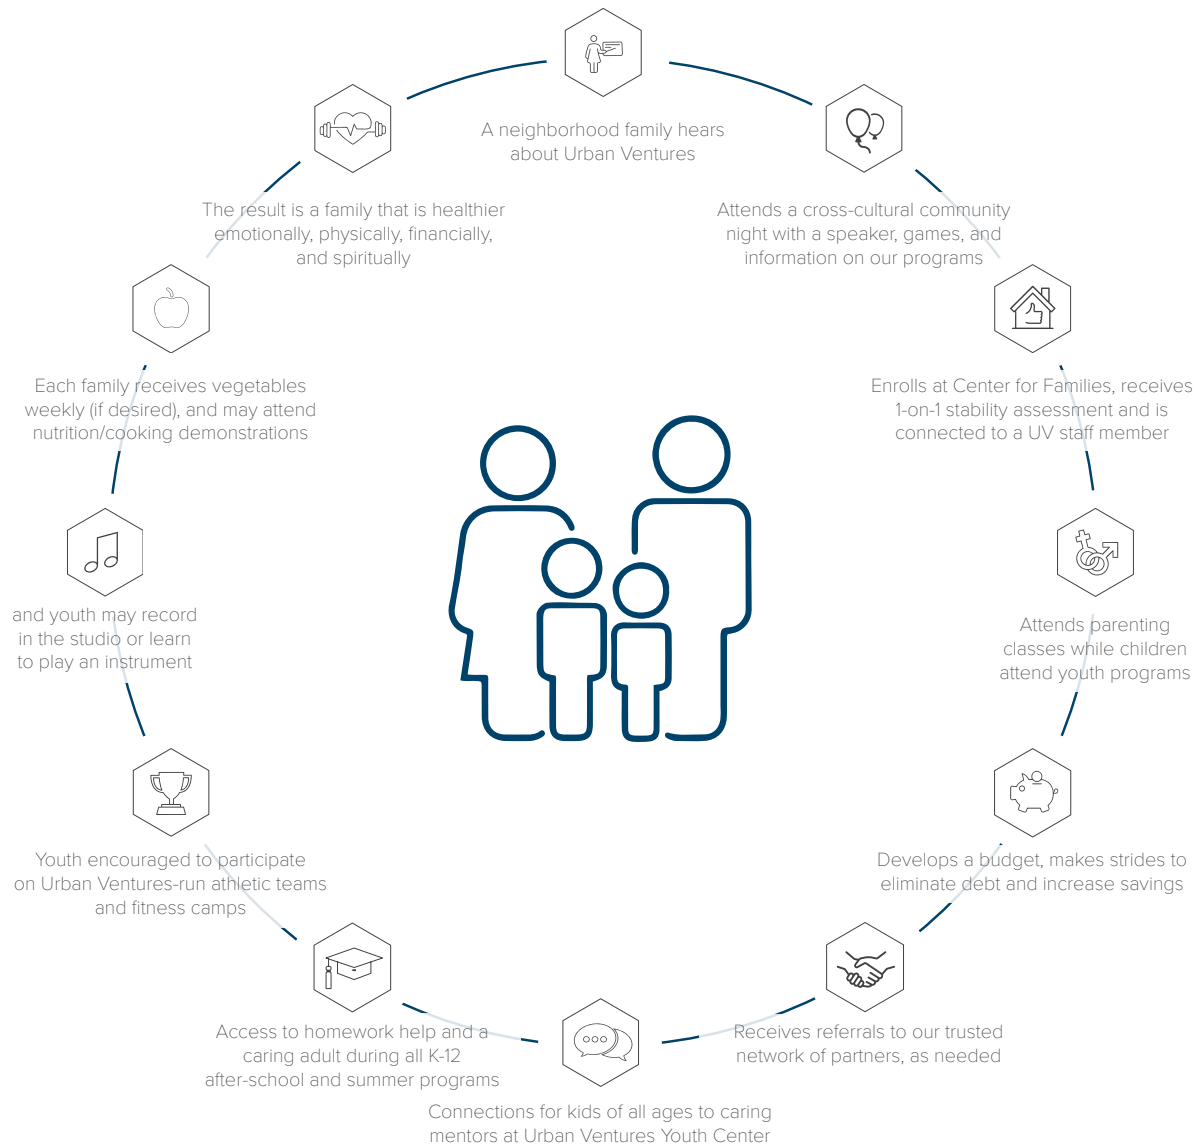 A neighborhood family hears
about Urban Ventures
Attends a cross-cultural community
night with a speaker, games, and
information on our programs
Enrolls at Center for Families, receives
1-on-1 stability assessment and is
connected to a UV staff member
Attends parenting
classes while children
attend youth programs
Develops a budget, makes strides to
eliminate debt and increase savings
Receives referrals to our trusted
network of partners, as needed
Connections for kids of all ages to caring
mentors at Urban Ventures Youth Center
Access to homework help and a
caring adult during all K-12
after-school and summer programs
Youth encouraged to participate
on Urban Ventures-run athletic teams
and fitness camps
and youth may record
in the studio or learn
to play an instrument
Each family receives vegetables
weekly (if desired), and may attend
nutrition/cooking demonstrations
The result is a family that is healthier
emotionally, physically, financially,
and spiritually